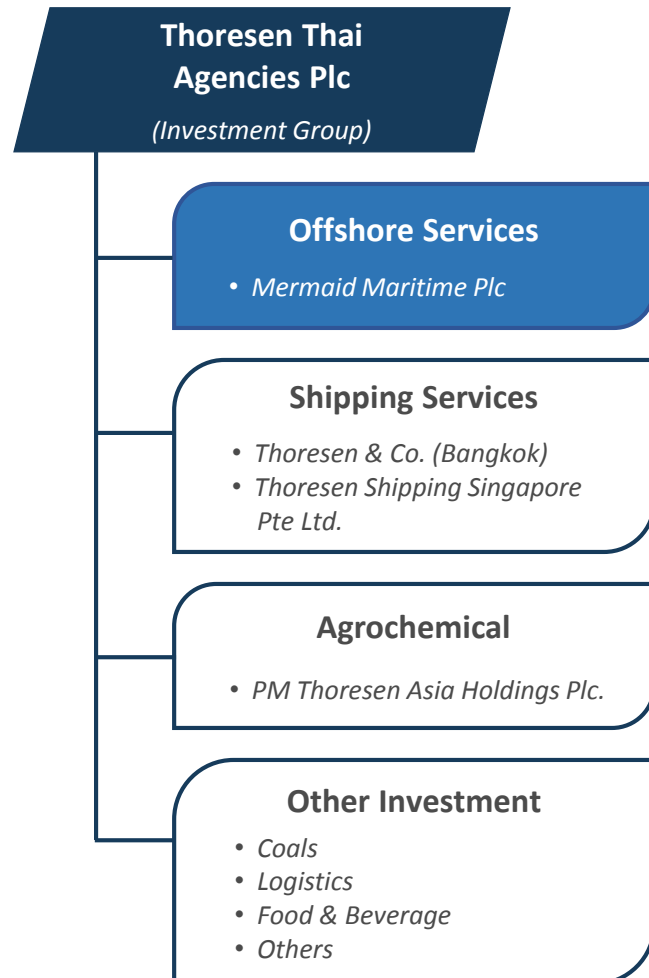 Thoresen Thai
Agencies Plc
(Investment Group)
Offshore Services
• Mermaid Maritime Plc
Shipping Services
• Thoresen & Co. (Bangkok)
• Thoresen Shipping Singapore
Pte Ltd.
Agrochemical
• PM Thoresen Asia Holdings Plc.
Other Investment
• Coals
• Logistics
• Food & Beverage
• Others